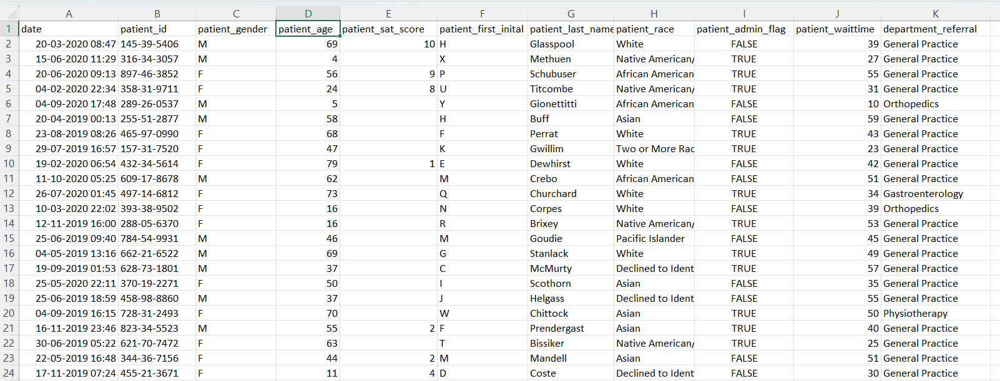 A B C D E F G H I J K
1 date patient_id patient_gender patient_age patient_sat_score patient_first_inital patient_last_name patient_race patient_admin_flag patient_waittime department_referral
2 20-03-2020 08:47 145-39-5406 M 69 10 H Glasspool White FALSE 39 General Practice
3 15-06-2020 11:29 316-34-3057 M 4 X Methuen Native American/ TRUE 27 General Practice
4 20-06-2020 09:13 897-46-3852 F 56 9 P Schubuser African American TRUE 55 General Practice
5 04-02-2020 22:34 358-31-9711 F 24 8 U Titcombe Native American/ TRUE 31 General Practice
6 04-09-2020 17:48 289-26-0537 M 5 Y Gionettitti African American FALSE 10 Orthopedics
7 20-04-2019 00:13 255-51-2877 M 58 H Buff Asian FALSE 59 General Practice
8 23-08-2019 08:26 465-97-0990 F 68 F Perrat White TRUE 43 General Practice
9 29-07-2019 16:57 157-31-7520 F 47 K Gwillim Two or More Rac TRUE 23 General Practice
10 19-02-2020 06:54 432-34-5614 F 79 1 E Dewhirst White FALSE 42 General Practice
11 11-10-2020 05:25 609-17-8678 M 62 M Crebo African American FALSE 51 General Practice
12 26-07-2020 01:45 497-14-6812 F 73 Q Churchard White TRUE 34 Gastroenterology
13 10-03-2020 22:02 393-38-9502 F 16 N Corpes White FALSE 39 Orthopedics
14 12-11-2019 16:00 288-05-6370 F 16 R Brixey Native American/ TRUE 53 General Practice
15 25-06-2019 09:40 784-54-9931 M 46 M Goudie Pacific Islander FALSE 45 General Practice
16 04-05-2019 13:16 662-21-6522 M 69 G Stanlack White TRUE 49 General Practice
17 19-09-2019 01:53 628-73-1801 M 37 C McMurty Declined to Ident TRUE 57 General Practice
18 25-05-2020 22:11 370-19-2271 F 50 I Scothorn Asian FALSE 35 General Practice
19 25-06-2019 18:59 458-98-8860 M 37 J Helgass Declined to Ident FALSE 55 General Practice
20 04-09-2019 16:15 728-31-2493 F 70 W Chittock Asian TRUE 50 Physiotherapy
21 16-11-2019 23:46 823-34-5523 M 55 2 F Prendergast Asian TRUE 40 General Practice
22 30-06-2019 05:22 621-70-7472 F 63 T Bissiker Native American/ TRUE 25 General Practice
23 22-05-2019 16:48 344-36-7156 F 44 2 M Mandell Asian FALSE 51 General Practice
24 17-11-2019 07:24 455-21-3671 F 11 4 D Coste Declined to Ident FALSE 30 General Practice